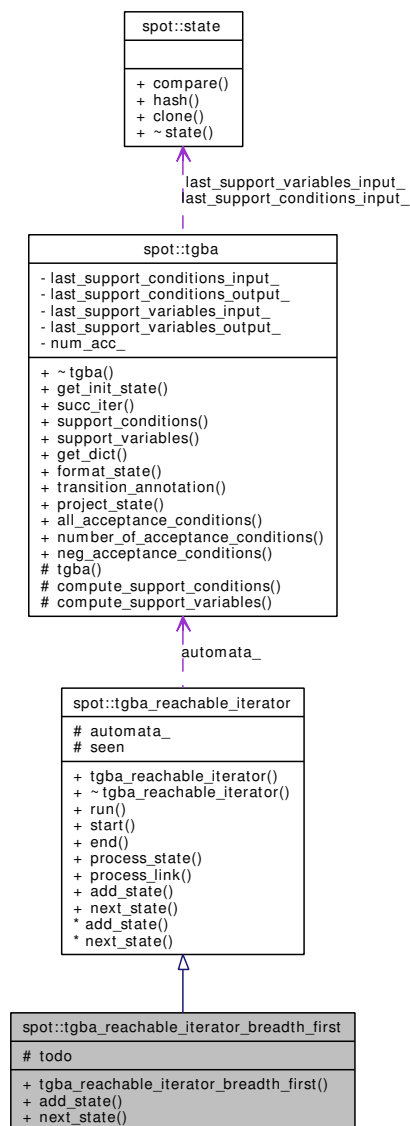 spot::state
+ compare()
+ hash()
+ clone()
+ ~state()
last_support_variables_input_
last_support_conditions_input_
spot::tgba
- last_support_conditions_input_
- last_support_conditions_output_
- last_support_variables_input_
- last_support_variables_output_
- num_acc_
+ ~tgba()
+ get_init_state()
+ succ_iter()
+ support_conditions()
+ support_variables()
+ get_dict()
+ format_state()
+ transition_annotation()
+ project_state()
+ all_acceptance_conditions()
+ number_of_acceptance_conditions()
+ neg_acceptance_conditions()
# tgba()
# compute_support_conditions()
# compute_support_variables()
automata_
spot::tgba_reachable_iterator
# automata_
# seen
+ tgba_reachable_iterator()
+ ~tgba_reachable_iterator()
+ run()
+ start()
+ end()
+ process_state()
+ process_link()
+ add_state()
+ next_state()
* add_state()
* next_state()
spot::tgba_reachable_iterator_breadth_first
# todo
+ tgba_reachable_iterator_breadth_first()
+ add_state()
+ next_state()